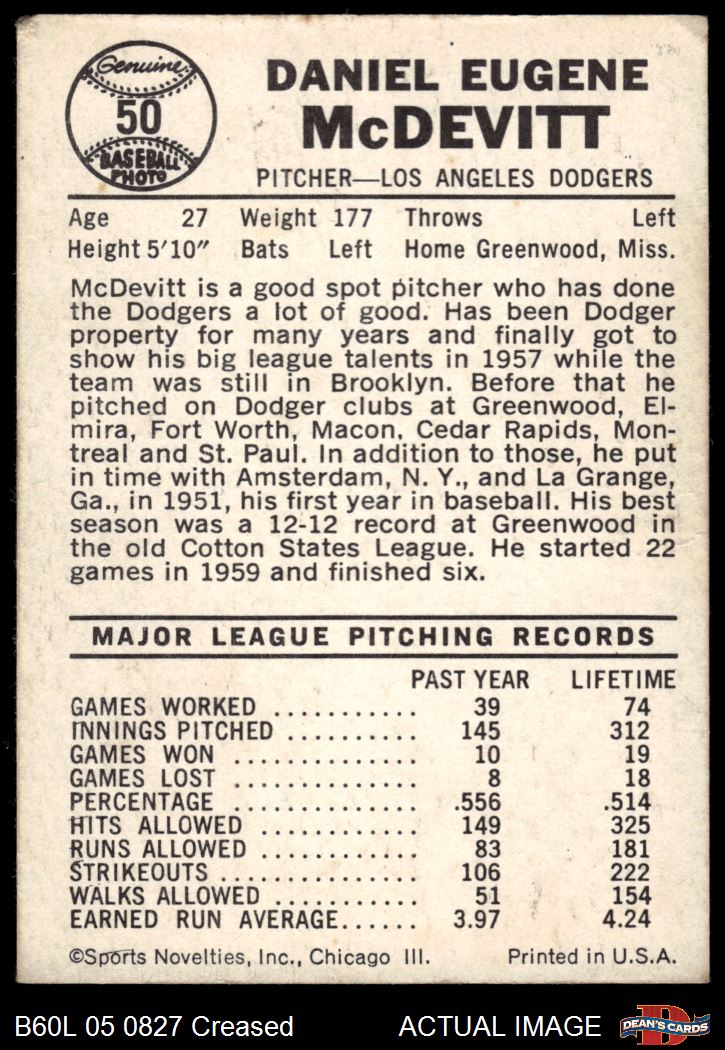 Genuine
50
BASEBALL
PHOTO
DANIEL EUGENE
McDEVITT
PITCHER—LOS ANGELES DODGERS
Age 27 Weight 177 Throws Left
Height 5'10" Bats Left Home Greenwood, Miss.
McDevitt is a good spot pitcher who has done
the Dodgers a lot of good. Has been Dodger
property for many years and finally got to
show his big league talents in 1957 while the
team was still in Brooklyn. Before that he
pitched on Dodger clubs at Greenwood, El-
mira, Fort Worth, Macon, Cedar Rapids, Mon-
treal and St. Paul. In addition to those, he put
in time with Amsterdam, N. Y., and La Grange,
Ga., in 1951, his first year in baseball. His best
season was a 12-12 record at Greenwood in
the old Cotton States League. He started 22
games in 1959 and finished six.
MAJOR LEAGUE PITCHING RECORDS
PAST YEAR LIFETIME
GAMES WORKED ........... 39 74
INNINGS PITCHED .......... 145 312
GAMES WON .............. 10 19
GAMES LOST .............. 8 18
PERCENTAGE .............. .556 .514
HITS ALLOWED ............ 149 325
RUNS ALLOWED ............ 83 181
STRIKEOUTS ............... 106 222
WALKS ALLOWED ........... 51 154
EARNED RUN AVERAGE...... 3.97 4.24
©Sports Novelties, Inc., Chicago Ill. Printed in U.S.A.
B60L 05 0827 Creased ACTUAL IMAGE
D
DEAN'S CARDS